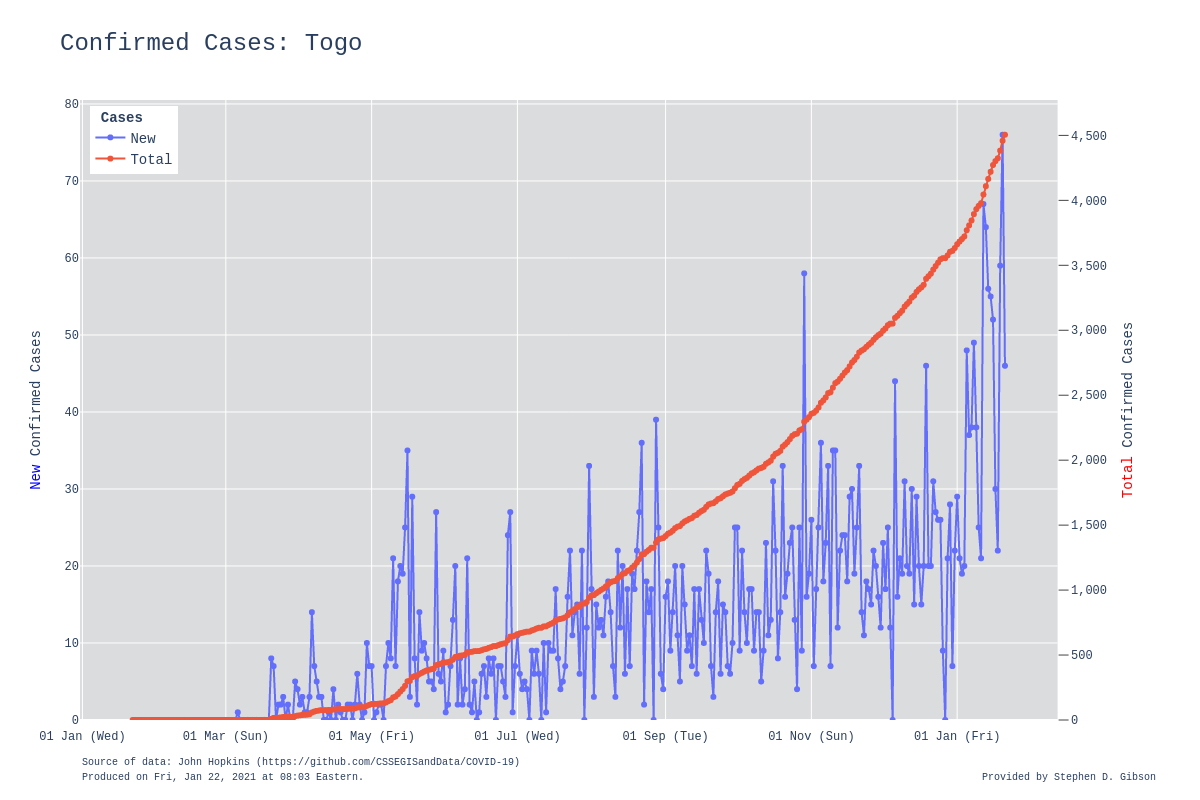 Confirmed Cases: Togo
Cases
New
Total
80
70
60
50
40
30
20
10
0
4,500
4,000
3,500
3,000
2,500
2,000
1,500
1,000
500
0
New Confirmed Cases
Total Confirmed Cases
01 Jan (Wed)
01 Mar (Sun)
01 May (Fri)
01 Jul (Wed)
01 Sep (Tue)
01 Nov (Sun)
01 Jan (Fri)
Source of data: John Hopkins (https://github.com/CSSEGISandData/COVID-19)
Produced on Fri, Jan 22, 2021 at 08:03 Eastern.
Provided by Stephen D. Gibson